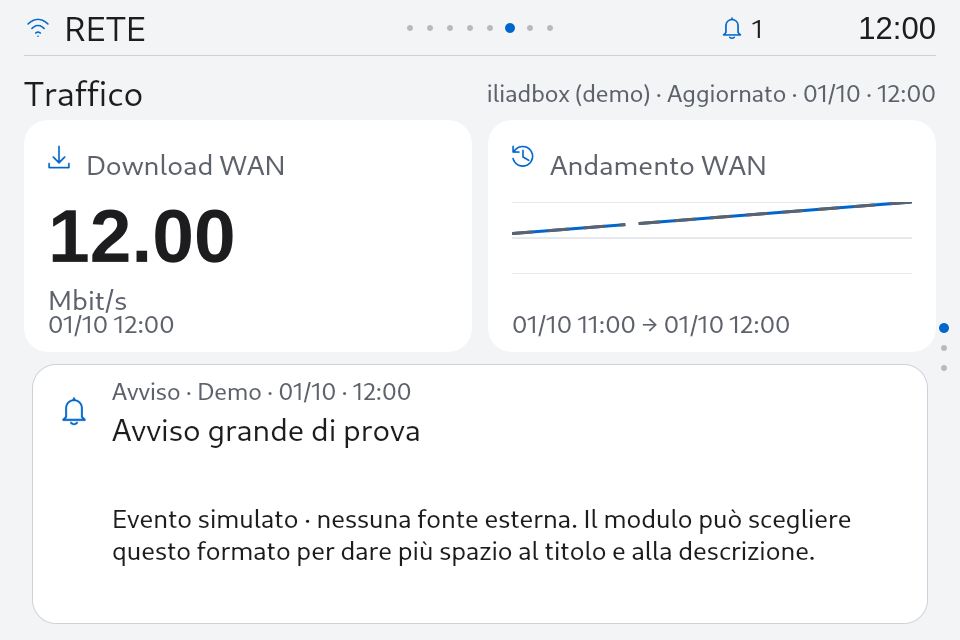 RETE
1
12:00
Traffico
iliadbox (demo) · Aggiornato · 01/10 · 12:00
Download WAN
12.00
Mbit/s
01/10 12:00
Andamento WAN
01/10 11:00 → 01/10 12:00
Avviso · Demo · 01/10 · 12:00
Avviso grande di prova
Evento simulato · nessuna fonte esterna. Il modulo può scegliere
questo formato per dare più spazio al titolo e alla descrizione.